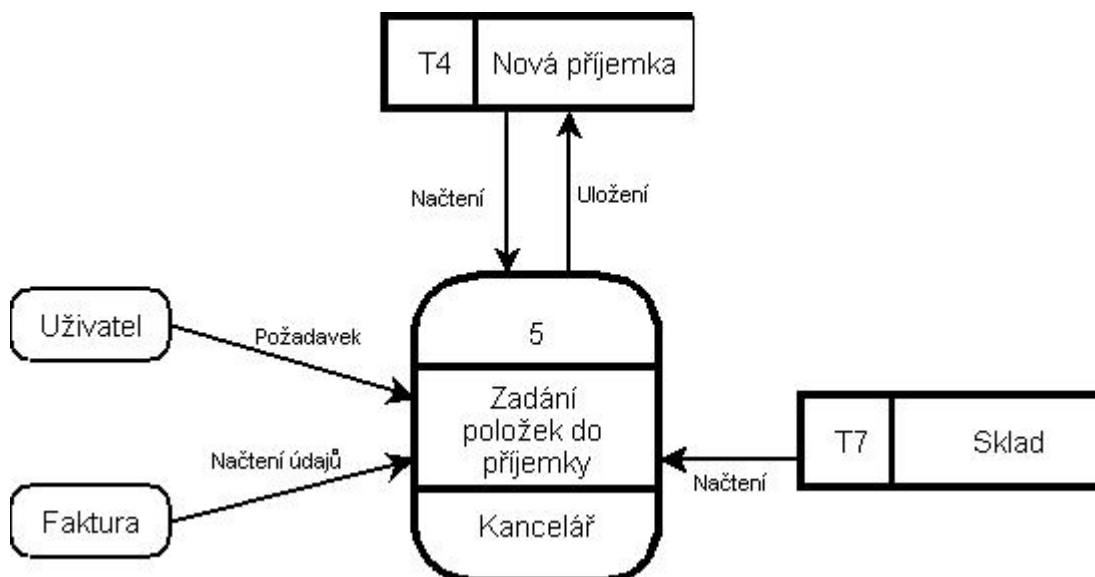 T4
Nová příjemka
Načtení
Uložení
Uživatel
Požadavek
5
Zadání
položek do
příjemky
Načtení údajů
T7
Sklad
Načtení
Faktura
Kancelář